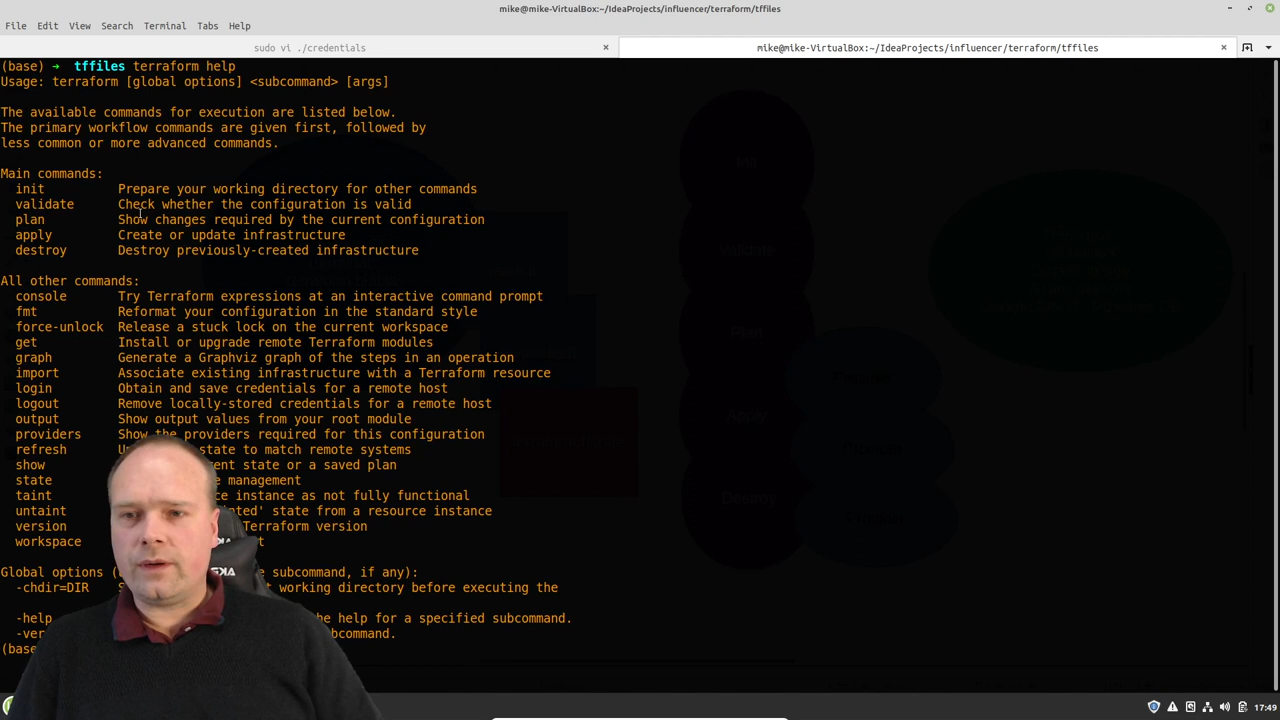 mike@mike-VirtualBox:~/IdeaProjects/influencer/terraform/tffiles
File Edit View Search Terminal Tabs Help
sudo vi ./credentials
mike@mike-VirtualBox:~/IdeaProjects/influencer/terraform/tffiles
(base) → tffiles terraform help
Usage: terraform [global options] <subcommand> [args]
The available commands for execution are listed below.
The primary workflow commands are given first, followed by
less common or more advanced commands.
Main commands:
init Prepare your working directory for other commands
validate Check whether the configuration is valid
plan Show changes required by the current configuration
apply Create or update infrastructure
destroy Destroy previously-created infrastructure
All other commands:
console Try Terraform expressions at an interactive command prompt
fmt Reformat your configuration in the standard style
force-unlock Release a stuck lock on the current workspace
get Install or upgrade remote Terraform modules
graph Generate a Graphviz graph of the steps in an operation
import Associate existing infrastructure with a Terraform resource
login Obtain and save credentials for a remote host
logout Remove locally-stored credentials for a remote host
output Show output values from your root module
providers Show the providers required for this configuration
refresh state to match remote systems
show state or a saved plan
state management
taint instance as not fully functional
untaint state from a resource instance
version Terraform version
workspace
Global options ( subcommand, if any):
-chdir=DIR working directory before executing the
-help help for a specified subcommand.
(base
Init
Validate
Plan
Apply
Destroy
17:49